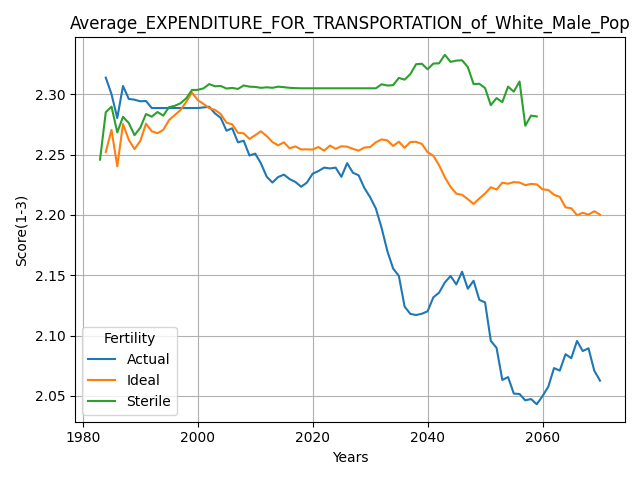 Average_EXPENDITURE_FOR_TRANSPORTATION_of_White_Male_Pop
Score(1-3)
2.30
2.25
2.20
2.15
2.10
2.05
Fertility
Actual
Ideal
Sterile
1980 2000 2020 2040 2060
Years